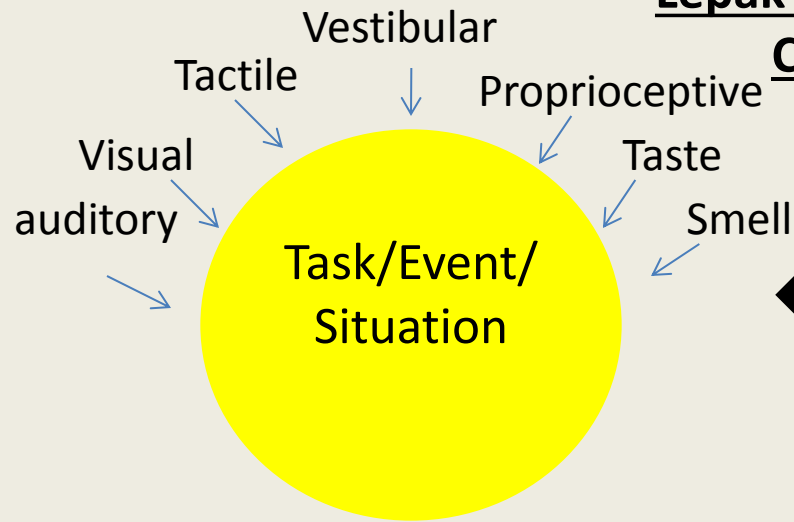 Vestibular
Tactile
Proprioceptive
Visual
Taste
auditory
Smell
Task/Event/
Situation